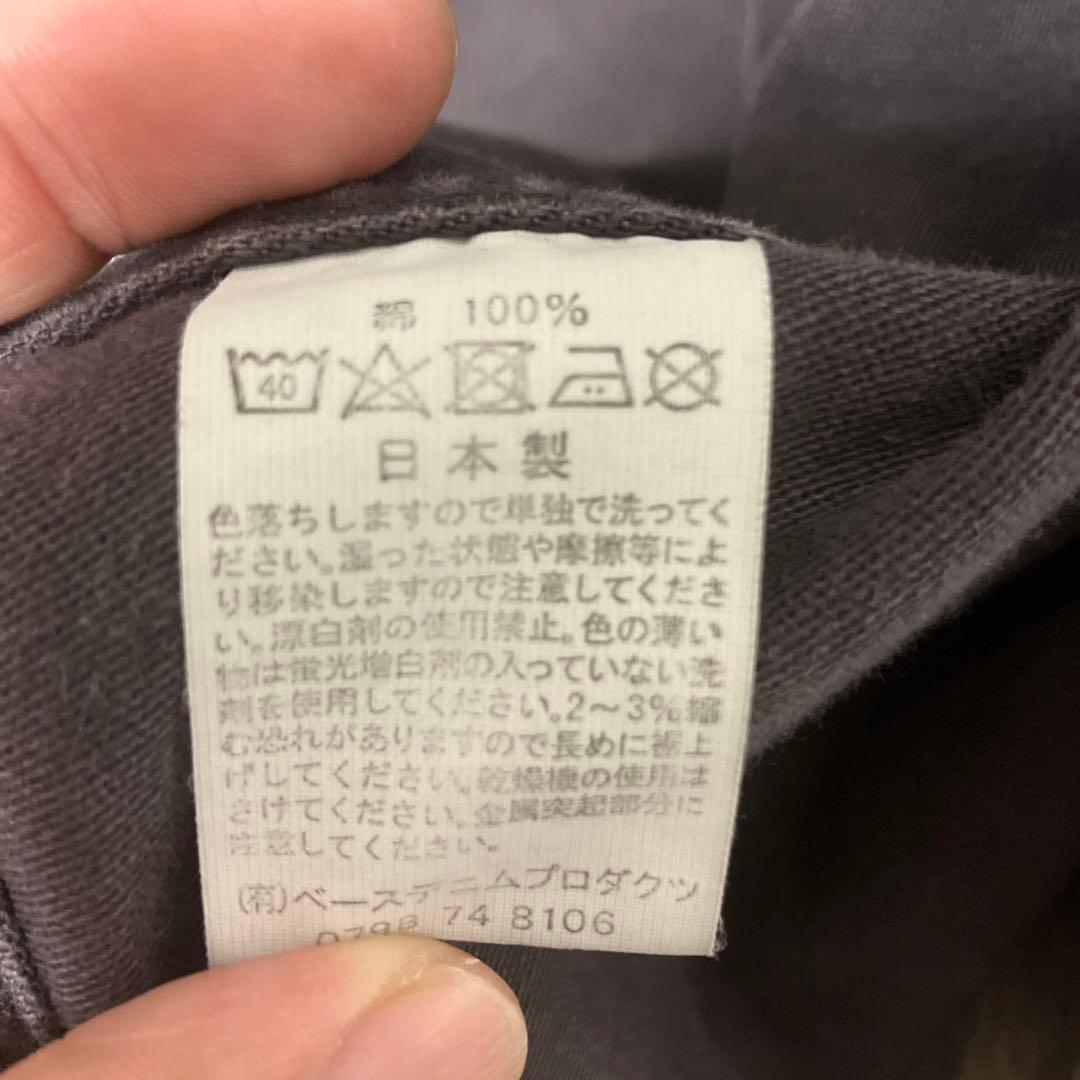 綿 100%
40
日本製
色落ちしますので単独で洗ってく
ださい。湿った状態や摩擦等によ
り移染しますので注意してくださ
い。漂白剤の使用禁止。色の薄い
物は蛍光増白剤の入っていない洗
剤を使用してください。2〜3%縮
む恐れがありますので長めに裾上
げしてください。乾燥機の使用は
さけてください。金属突起部分に
注意してください。
(有)ベースデニムプロダクツ
0798 74 8106